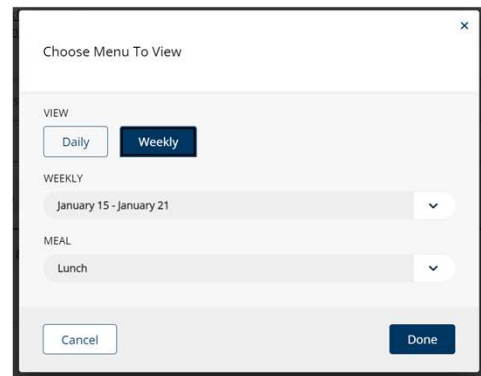 ×
Choose Menu To View
VIEW
Daily Weekly
WEEKLY
January 15 - January 21
MEAL
Lunch
Cancel Done